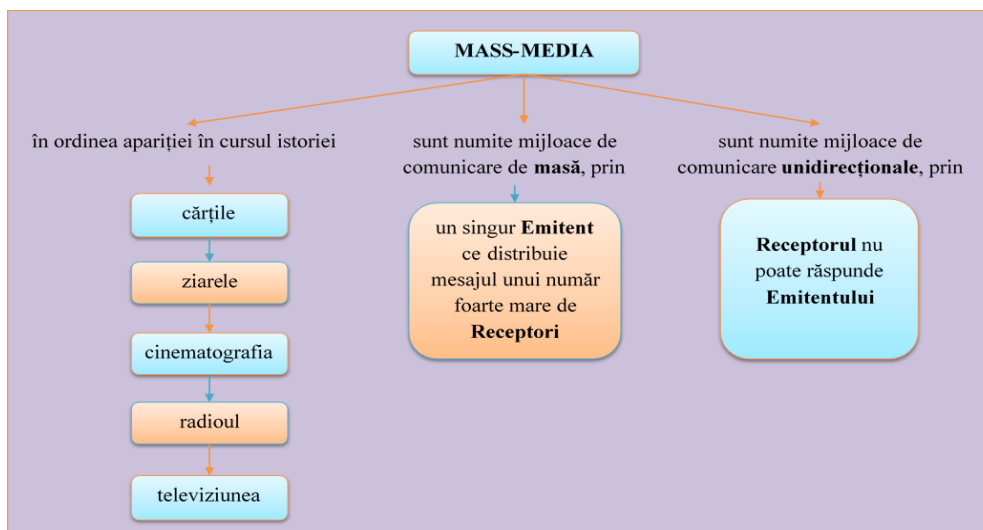 MASS-MEDIA
în ordinea apariției în cursul istoriei
cărțile
ziarele
cinematografia
radioul
televiziunea
sunt numite mijloace de
comunicare de masă, prin
un singur Emitent
ce distribuie
mesajul unui număr
foarte mare de
Receptori
sunt numite mijloace de
comunicare unidirecționale, prin
Receptorul nu
poate răspunde
Emitentului